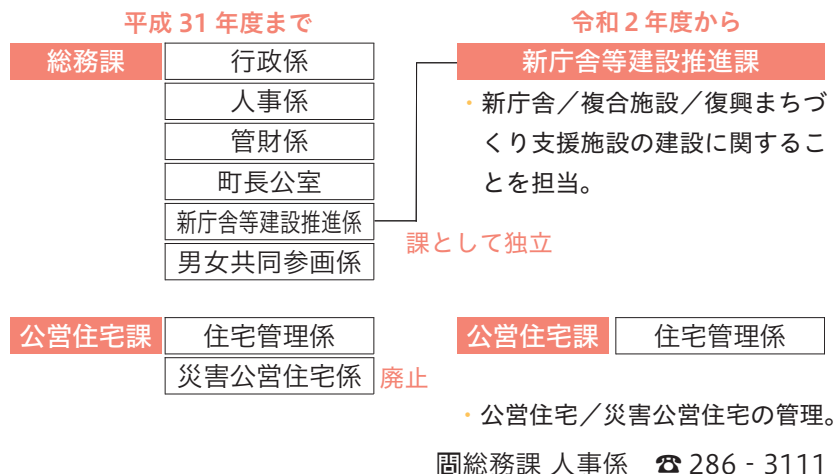 平成 31 年度まで
令和 2 年度から
総務課
行政係
人事係
管財係
町長公室
新庁舎等建設推進係
男女共同参画係
課として独立
新庁舎等建設推進課
・新庁舎／複合施設／復興まちづ
くり支援施設の建設に関するこ
とを担当。
公営住宅課
住宅管理係
災害公営住宅係
廃止
公営住宅課
住宅管理係
・公営住宅／災害公営住宅の管理。
問総務課 人事係 ☎ 286‐3111